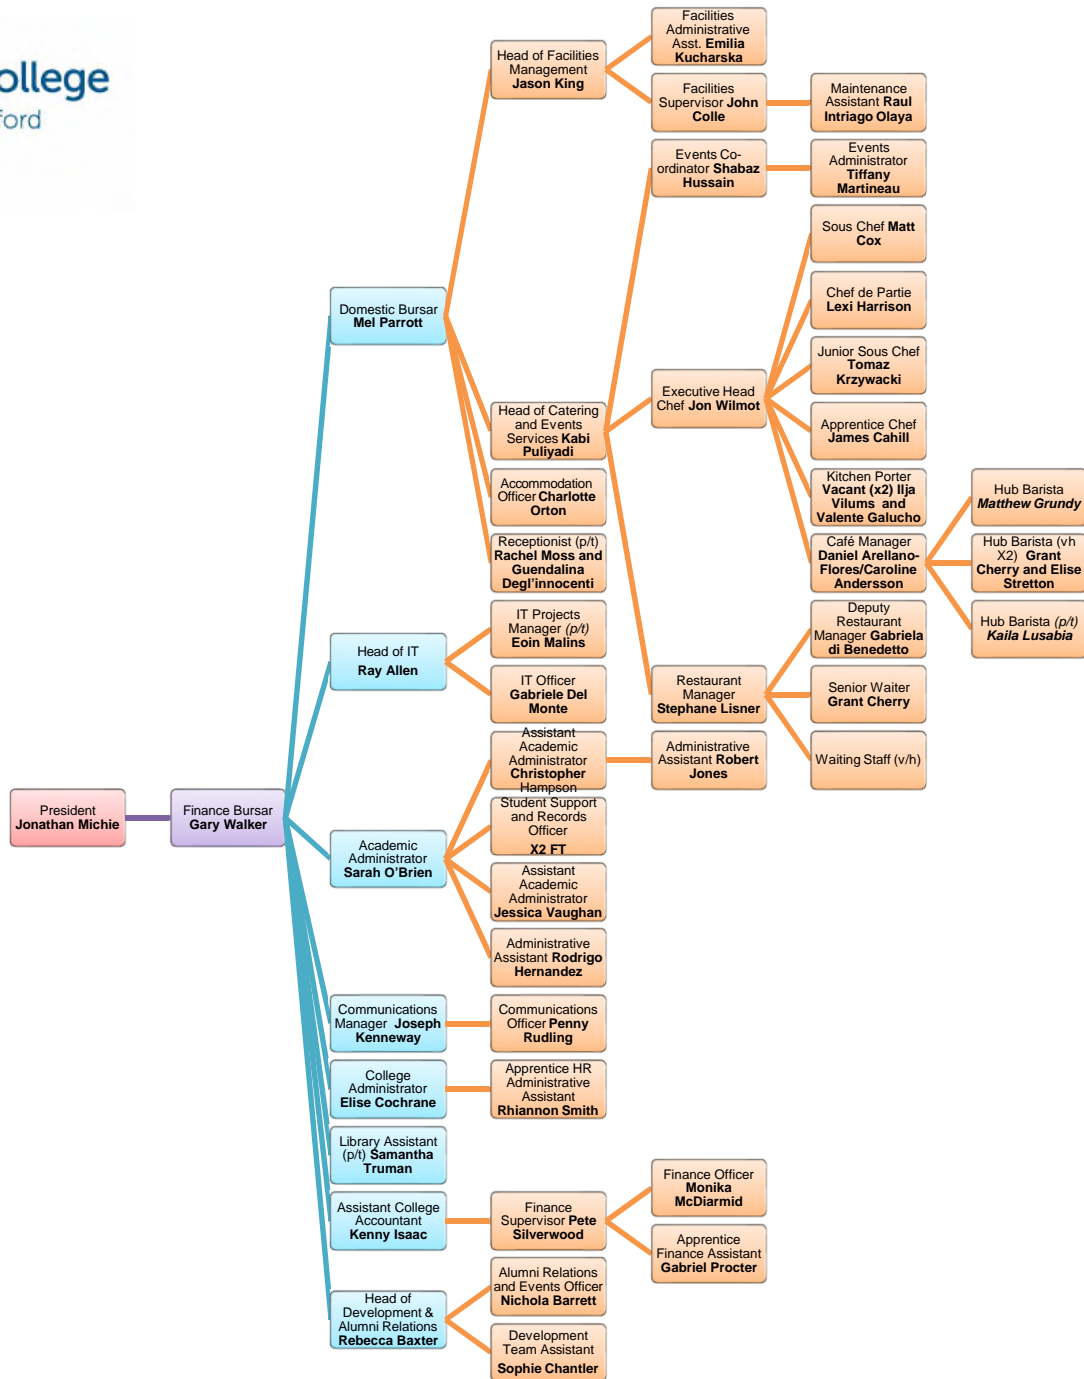 ollege
ford
Facilities
Administrative
Asst. Emilia
Kucharska
Head of Facilities
Management
Jason King
Facilities
Supervisor John
Colle
Maintenance
Assistant Raul
Intriago Olaya
Events Co-
ordinator Shabaz
Hussain
Events
Administrator
Tiffany
Martineau
Sous Chef Matt
Cox
Chef de Partie
Lexi Harrison
Domestic Bursar
Mel Parrott
Junior Sous Chef
Tomaz
Krzywacki
Executive Head
Chef Jon Wilmot
Head of Catering
and Events
Services Kabi
Puliyadi
Apprentice Chef
James Cahill
Accommodation
Officer Charlotte
Orton
Kitchen Porter
Vacant (x2) Ilja
Vilums and
Valente Galucho
Hub Barista
Matthew Grundy
Receptionist (p/t)
Rachel Moss and
Guendalina
Degl'innocenti
Café Manager
Daniel Arellano-
Flores/Caroline
Andersson
Hub Barista (vh
X2) Grant
Cherry and Elise
Stretton
IT Projects
Manager (p/t)
Eoin Malins
Deputy
Restaurant
Manager Gabriela
di Benedetto
Hub Barista (p/t)
Kaila Lusabia
Head of IT
Ray Allen
IT Officer
Gabriele Del
Monte
Restaurant
Manager
Stephane Lisner
Senior Waiter
Grant Cherry
Assistant
Academic
Administrator
Christopher
Hampson
Administrative
Assistant Robert
Jones
Waiting Staff (v/h)
President
Jonathan Michie
Finance Bursar
Gary Walker
Student Support
and Records
Officer
X2 FT
Academic
Administrator
Sarah O'Brien
Assistant
Academic
Administrator
Jessica Vaughan
Administrative
Assistant Rodrigo
Hernandez
Communications
Manager Joseph
Kenneway
Communications
Officer Penny
Rudling
College
Administrator
Elise Cochrane
Apprentice HR
Administrative
Assistant
Rhiannon Smith
Library Assistant
(p/t) Samantha
Truman
Assistant College
Accountant
Kenny Isaac
Finance
Supervisor Pete
Silverwood
Finance Officer
Monika
McDiarmid
Apprentice
Finance Assistant
Gabriel Procter
Head of
Development &
Alumni Relations
Rebecca Baxter
Alumni Relations
and Events Officer
Nichola Barrett
Development
Team Assistant
Sophie Chantler